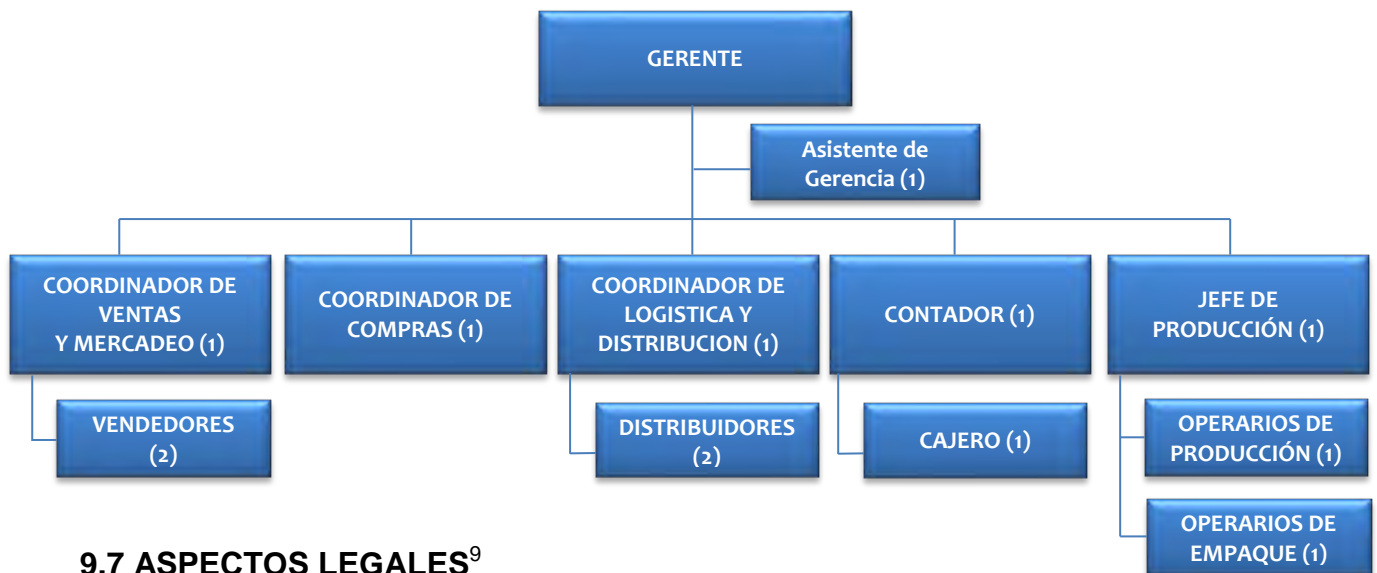 GERENTE
Asistente de
Gerencia (1)
COORDINADOR DE
VENTAS
Y MERCADEO (1)
COORDINADOR DE
COMPRAS (1)
COORDINADOR DE
LOGISTICA Y
DISTRIBUCION (1)
CONTADOR (1)
JEFE DE
PRODUCCIÓN (1)
VENDEDORES
(2)
DISTRIBUIDORES
(2)
CAJERO (1)
OPERARIOS DE
PRODUCCIÓN (1)
OPERARIOS DE
EMPAQUE (1)
9.7 ASPECTOS LEGALES⁹